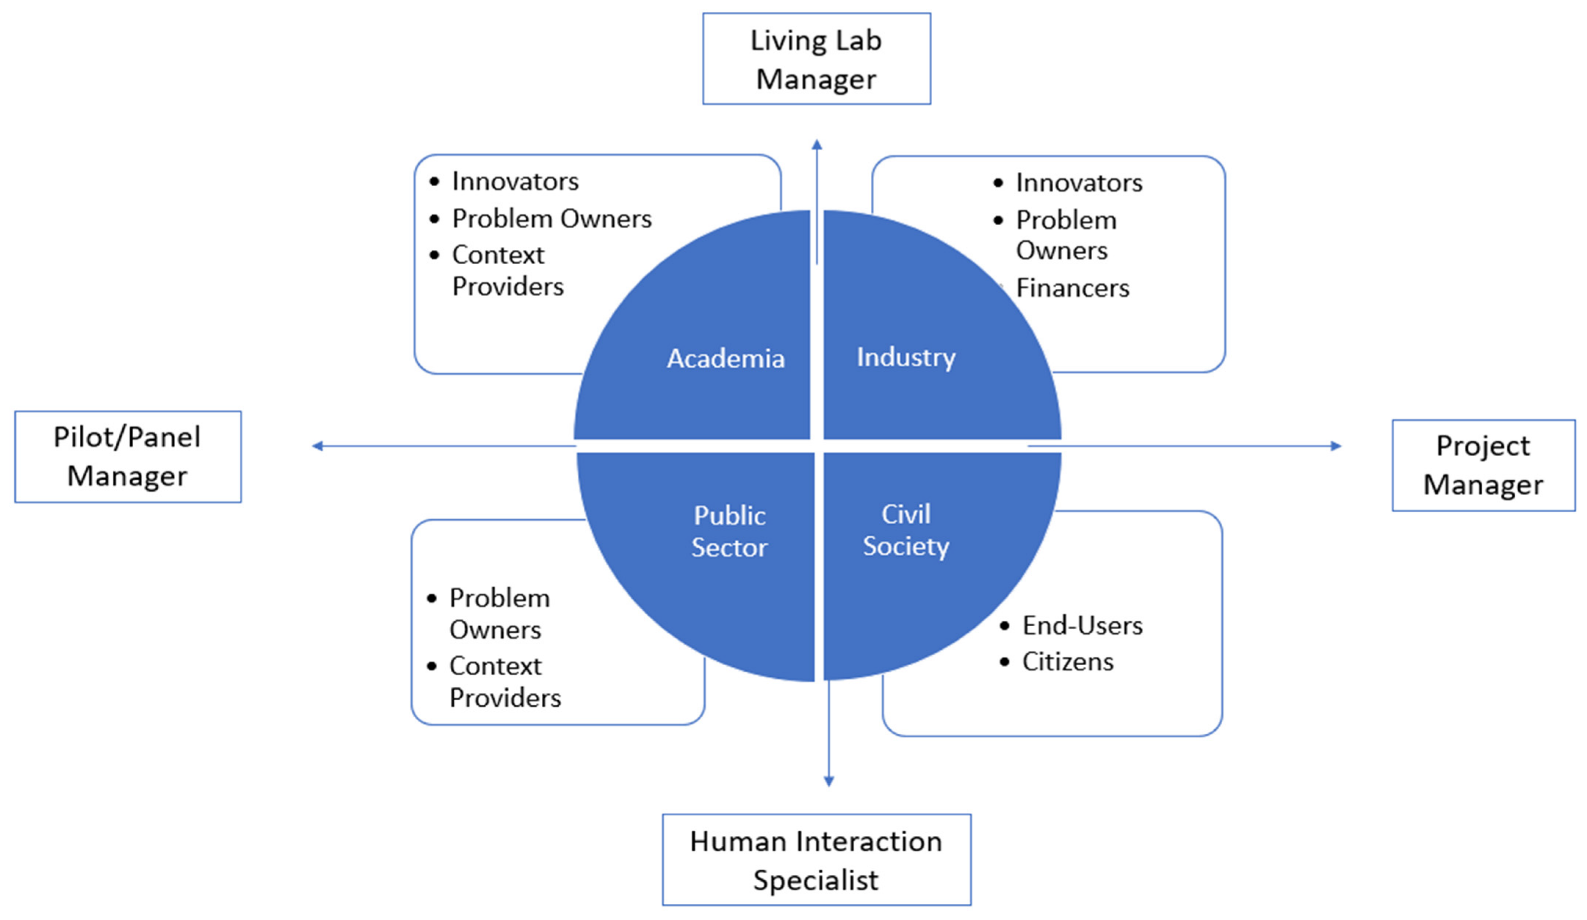 Living Lab
Manager
• Innovators
• Problem Owners
• Context
Providers
• Innovators
• Problem
Owners
• Financers
Academia
Industry
Pilot/Panel
Manager
Project
Manager
Public
Sector
Civil
Society
• Problem
Owners
• Context
Providers
• End-Users
• Citizens
Human Interaction
Specialist